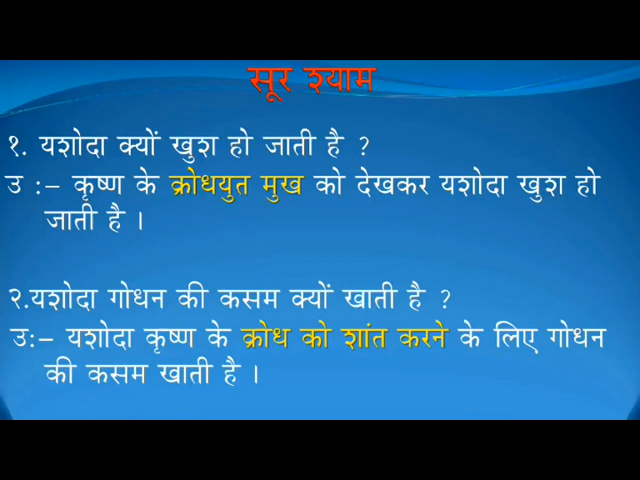 सूर श्याम
१. यशोदा क्यों खुश हो जाती है ?
उ :– कृष्ण के क्रोधयुत मुख को देखकर यशोदा खुश हो
जाती है ।
२.यशोदा गोधन की कसम क्यों खाती है ?
उ:– यशोदा कृष्ण के क्रोध को शांत करने के लिए गोधन
की कसम खाती है ।